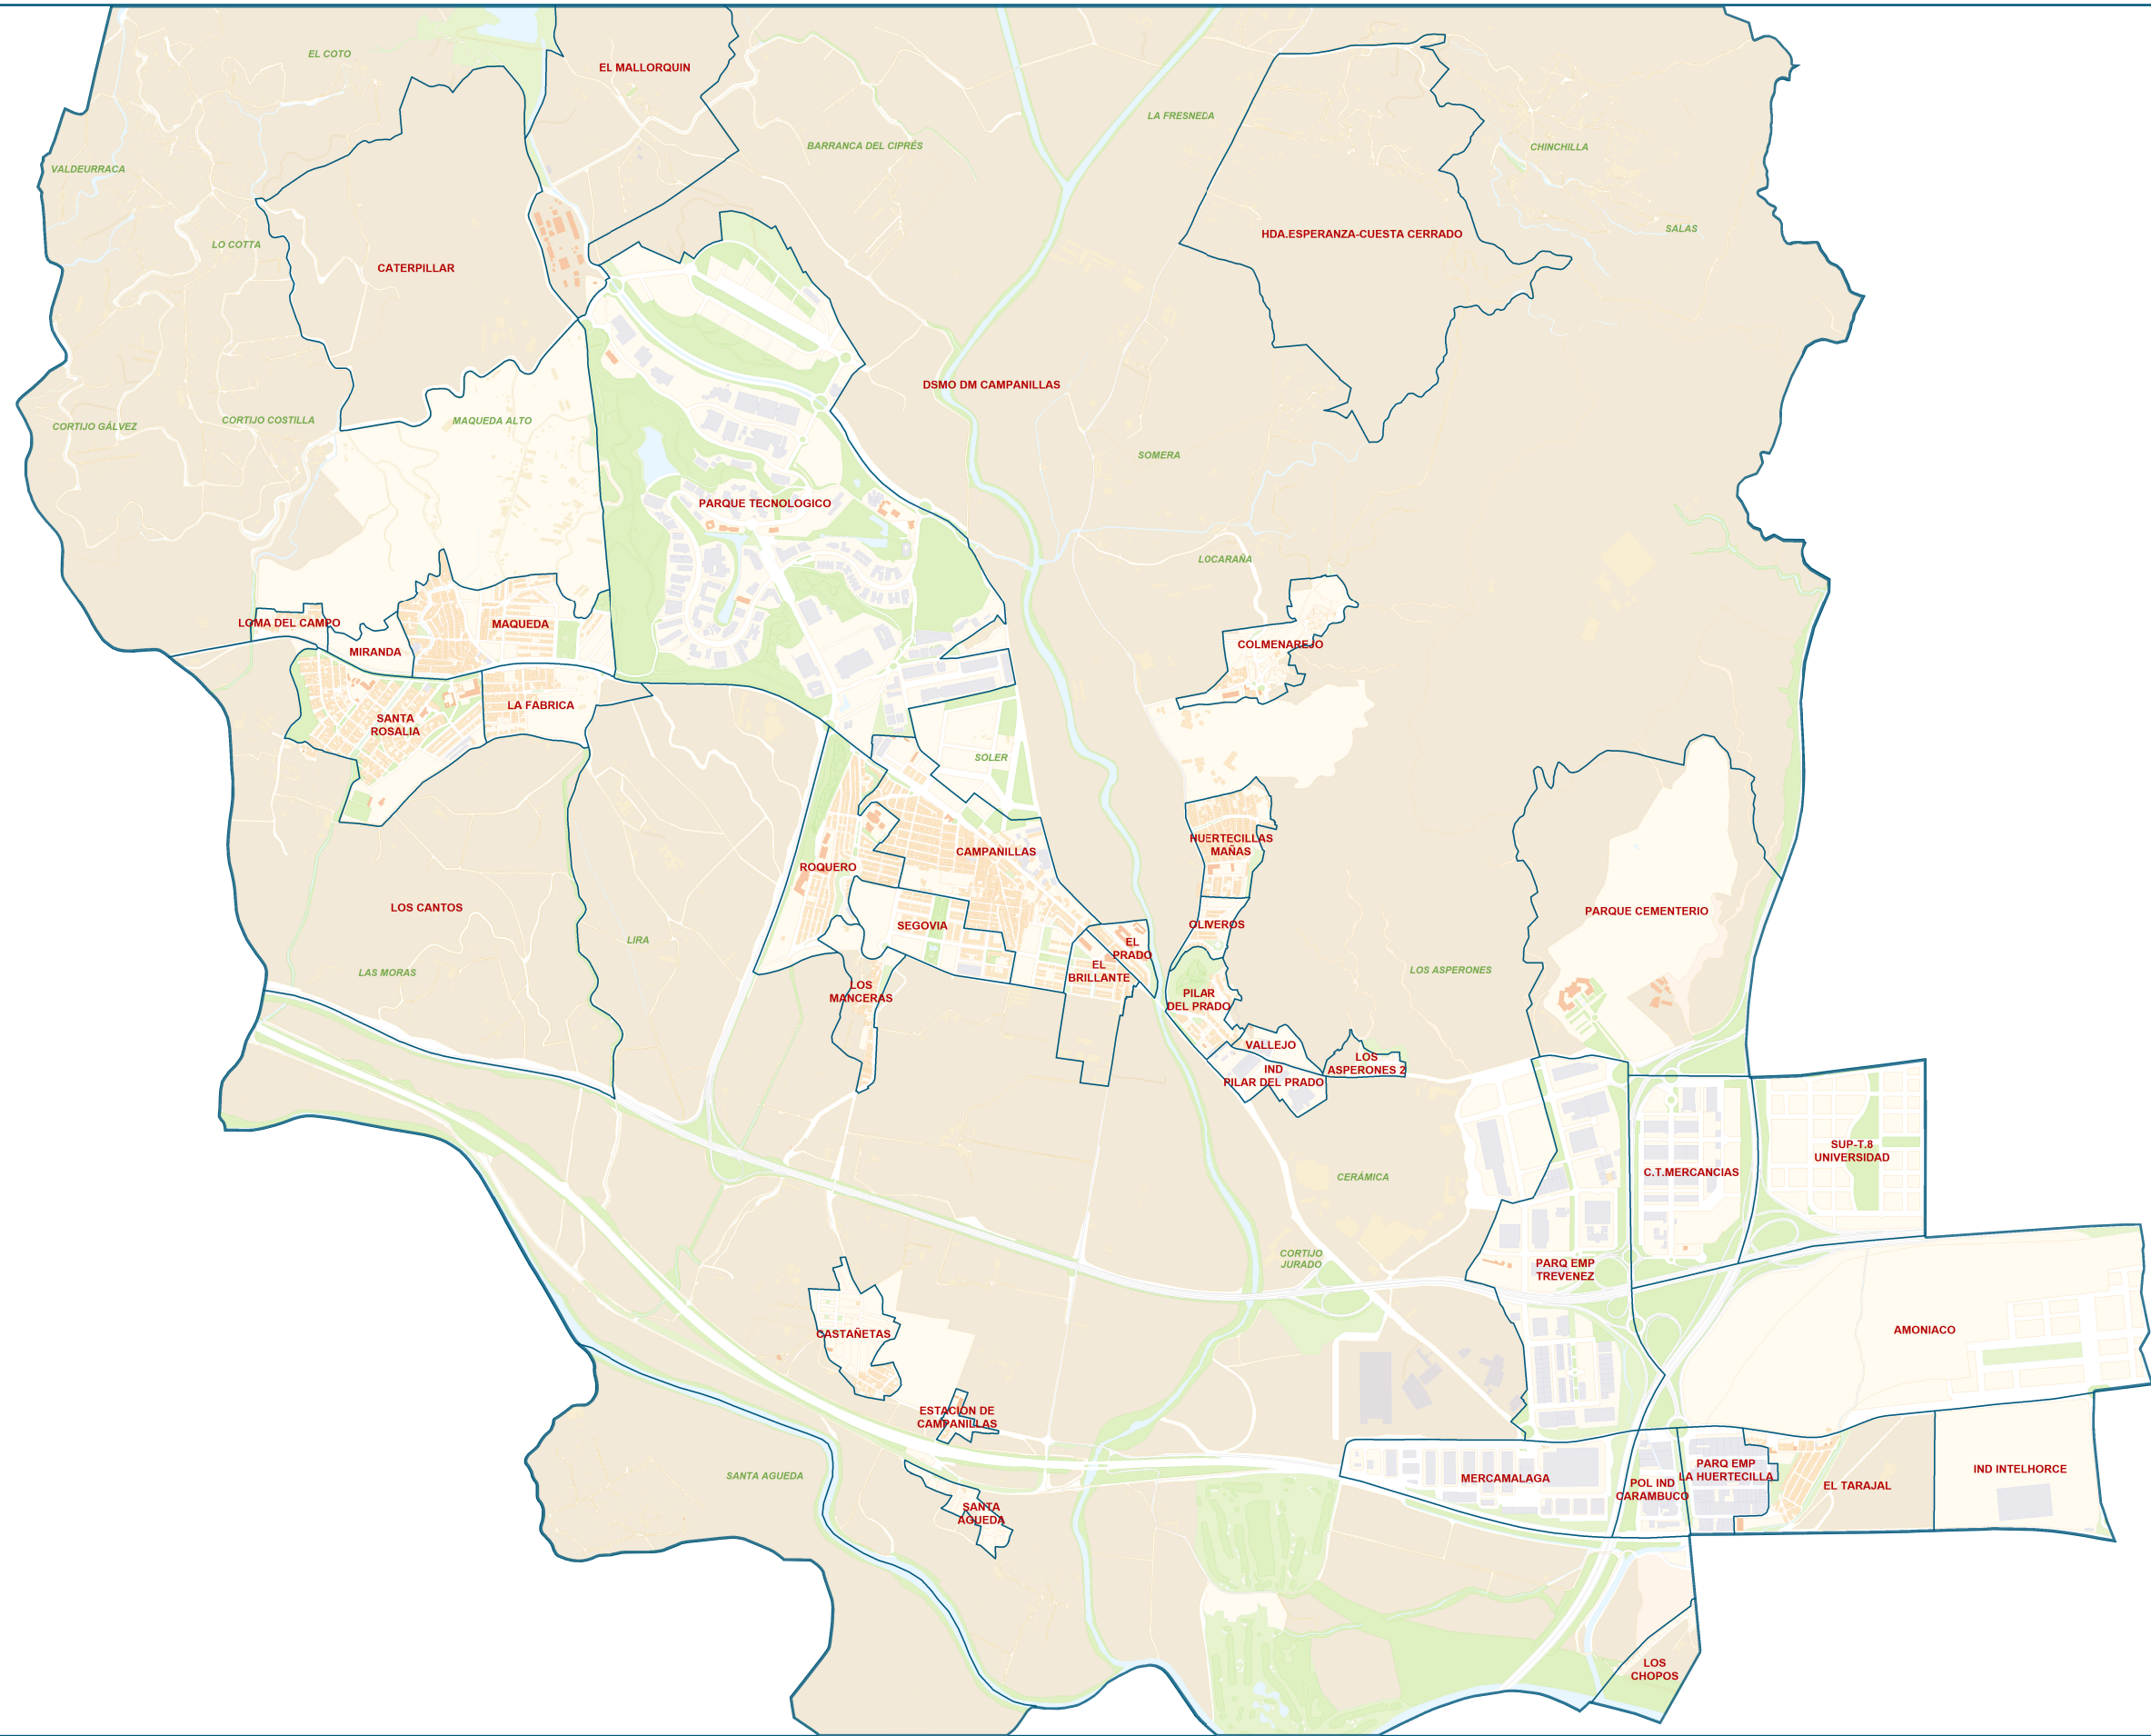 EL COTO
EL MALLORQUIN
LA FRESNEDA
BARRANCA DEL CIPRÉS
CHINCHILLA
VALDEURRACA
SALAS
HDA.ESPERANZA-CUESTA CERRADO
LO COTTA
CATERPILLAR
DSMO DM CAMPANILLAS
CORTIJO GÁLVEZ
CORTIJO COSTILLA
MAQUEDA ALTO
SOMERA
PARQUE TECNOLOGICO
LOCARAÑA
LOMA DEL CAMPO
MAQUEDA
MIRANDA
COLMENAREJO
LA FABRICA
SANTA
ROSALIA
SOLER
HUERTECILLAS
MAÑAS
CAMPANILLAS
ROQUERO
LOS CANTOS
PARQUE CEMENTERIO
SEGOVIA
OLIVEROS
LIRA
EL
PRADO
EL
BRILLANTE
LAS MORAS
LOS ASPERONES
LOS
MANCERAS
PILAR
DEL PRADO
VALLEJO
LOS
ASPERONES 2
IND
PILAR DEL PRADO
SUP-T.8
UNIVERSIDAD
C.T.MERCANCIAS
CERÁMICA
CORTIJO
JURADO
PARQ EMP
TREVENEZ
CASTAÑETAS
AMONIACO
ESTACION DE
CAMPANILLAS
SANTA AGUEDA
MERCAMALAGA
PARQ EMP
LA HUERTECILLA
POL IND
CARAMBUCO
EL TARAJAL
IND INTELHORCE
SANTA
AGUEDA
LOS
CHOPOS